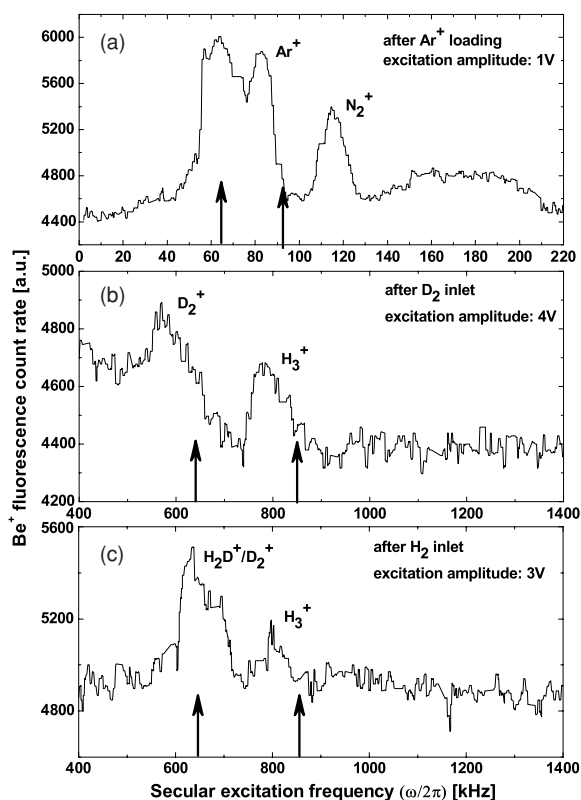 (a)
after Ar+ loading
excitation amplitude: 1V
Ar+
N2+
6000
5600
5200
4800
4400
0 20 40 60 80 100 120 140 160 180 200 220
Be+ fluorescence count rate [a.u.]
(b)
after D2 inlet
excitation amplitude: 4V
D2+
H3+
5000
4800
4600
4400
4200
400 600 800 1000 1200 1400
(c)
after H2 inlet
excitation amplitude: 3V
H2D+/D2+
H3+
5600
5200
4800
400 600 800 1000 1200 1400
Secular excitation frequency (ω/2π) [kHz]